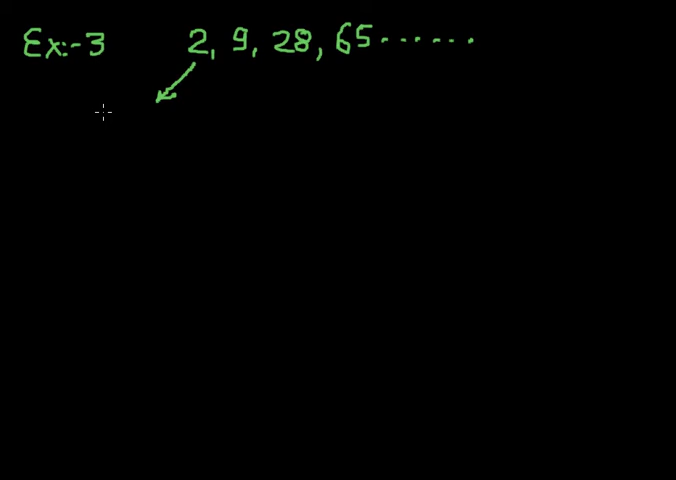 Ex:-3 2, 9, 28, 65......